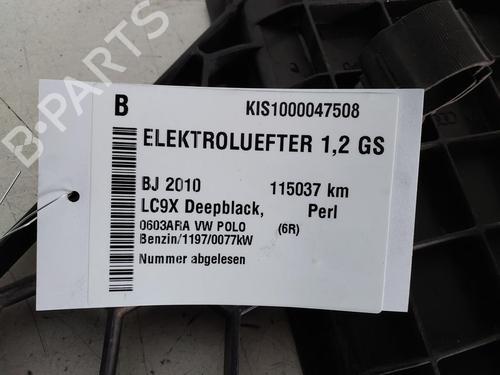 B-PARTS
B KIS1000047508
ELEKTROLUEFTER 1,2 GS
BJ 2010 115037 km
LC9X Deepblack, Perl
0603ARA VW POLO (6R)
Benzin/1197/0077kW
Nummer abgelesen